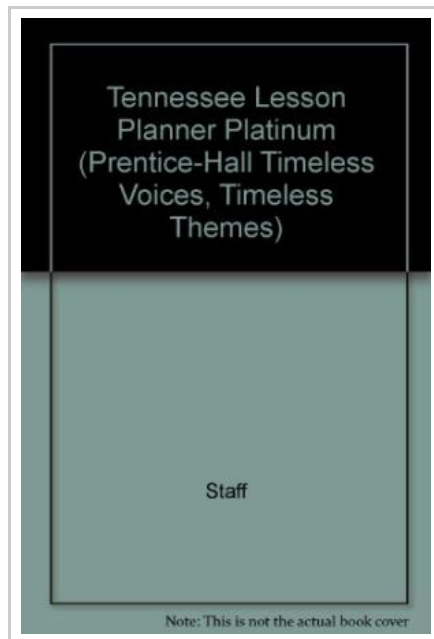 Tennessee Lesson
Planner Platinum
(Prentice-Hall Timeless
Voices, Timeless
Themes)
Staff
Note: This is not the actual book cover